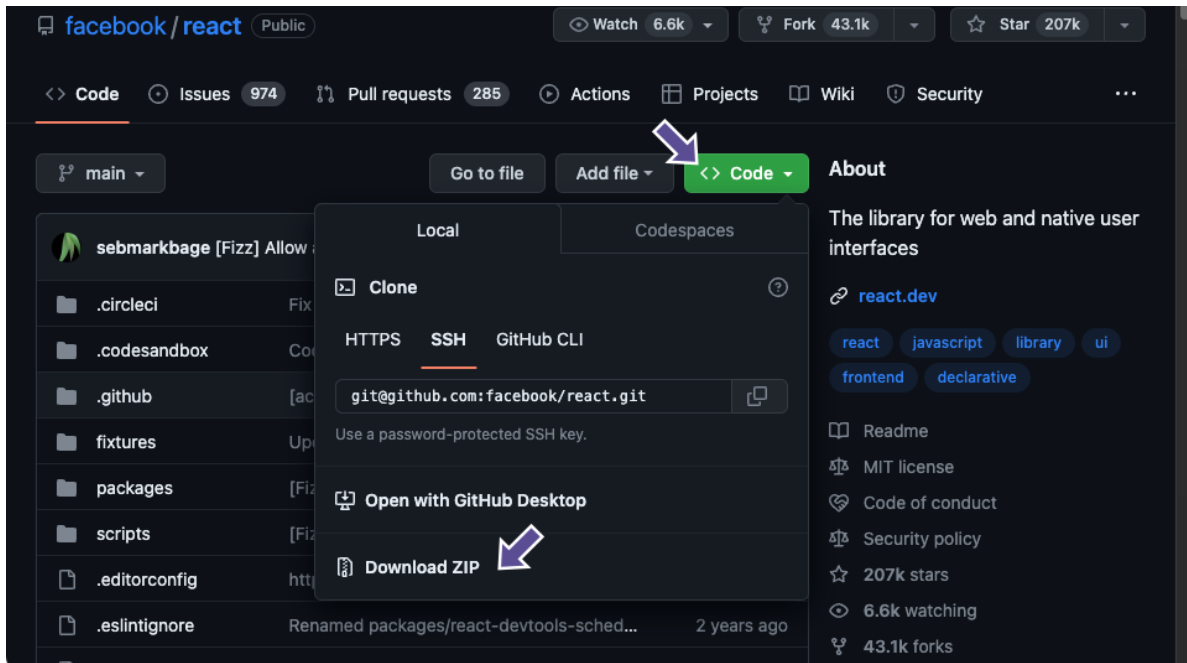 facebook / react Public Watch 6.6k Fork 43.1k Star 207k
Code Issues 974 Pull requests 285 Actions Projects Wiki Security
main Go to file Add file Code
Local Codespaces
Clone
HTTPS SSH GitHub CLI
git@github.com:facebook/react.git
Use a password-protected SSH key.
Open with GitHub Desktop
Download ZIP
sebmarkbage [Fizz] Allow
.circleci Fix
.codesandbox
.github [ac
fixtures
packages [Fiz
scripts [Fiz
.editorconfig
.eslintignore Renamed packages/react-devtools-sched... 2 years ago
About
The library for web and native user
interfaces
react.dev
react javascript library ui
frontend declarative
Readme
MIT license
Code of conduct
Security policy
207k stars
6.6k watching
43.1k forks